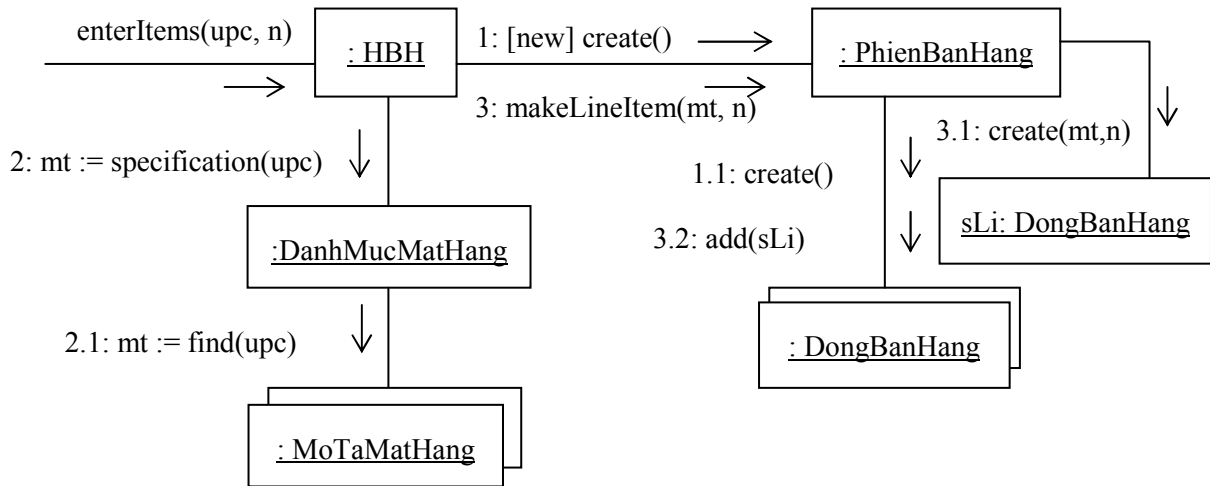 enterItems(upc, n)
: HBH
1: [new] create()
: PhienBanHang
3: makeLineItem(mt, n)
3.1: create(mt,n)
2: mt := specification(upc)
1.1: create()
:DanhMucMatHang
3.2: add(sLi)
sLi: DongBanHang
2.1: mt := find(upc)
: DongBanHang
: MoTaMatHang